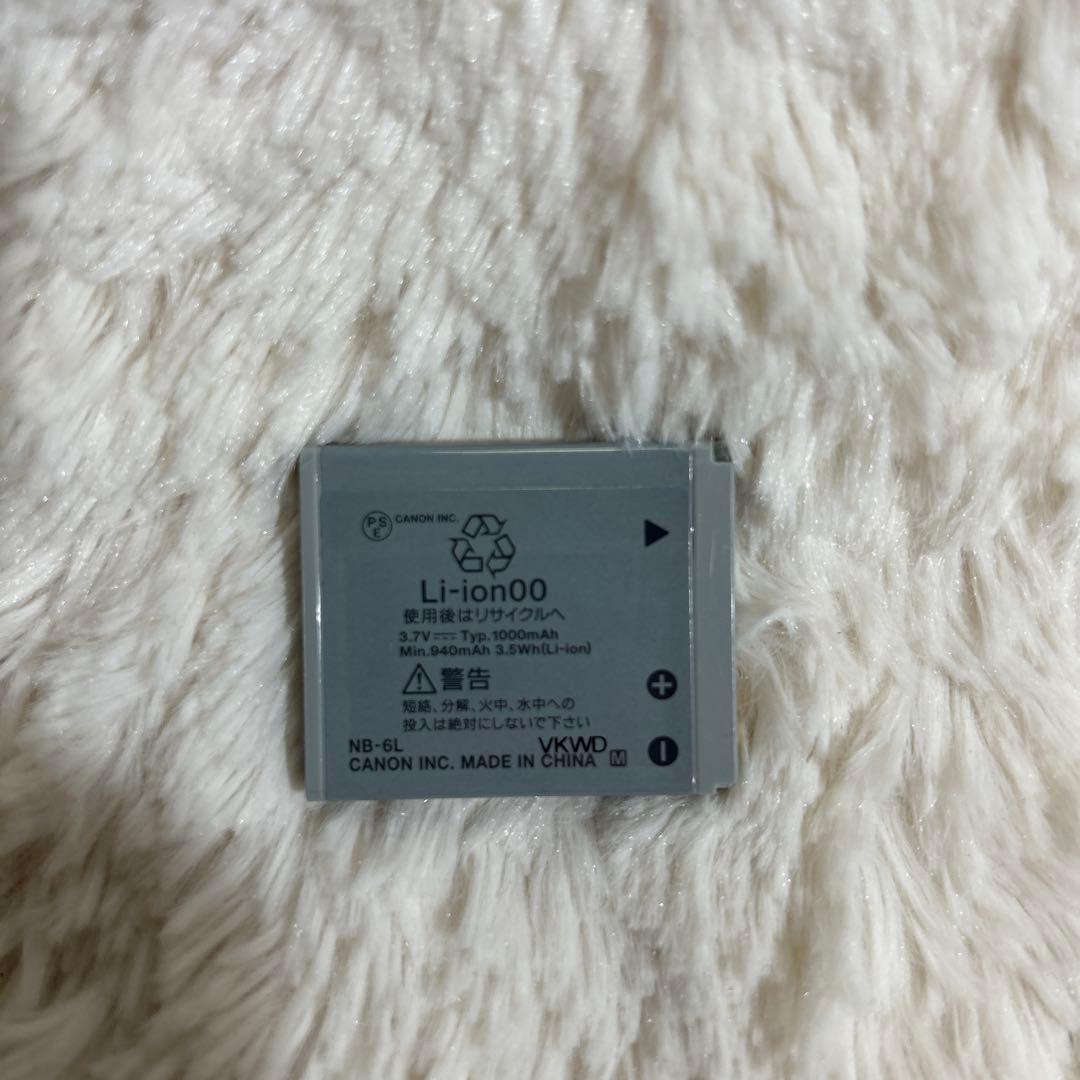 PSE CANON INC.
Li-ion00
使用後はリサイクルへ
3.7V⎓ Typ.1000mAh
Min.940mAh 3.5Wh(Li-ion)
⚠警告
短絡、分解、火中、水中への
投入は絶対にしないで下さい
NB-6L VKWD
CANON INC. MADE IN CHINA M